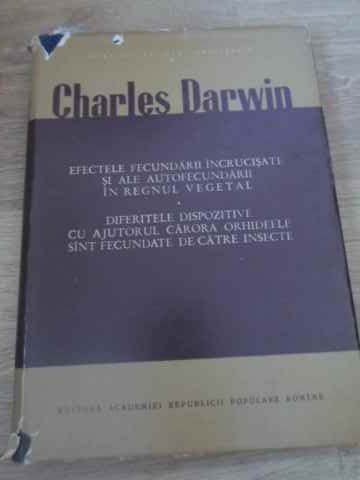 Charles Darwin
EFECTELE FECUNDĂRII ÎNCRUCIȘATE
ȘI ALE AUTOFECUNDĂRII
ÎN REGNUL VEGETAL
DIFERITELE DISPOZITIVE
CU AJUTORUL CĂRORA ORHIDEELE
SÎNT FECUNDATE DE CĂTRE INSECTE
EDITURA ACADEMIEI REPUBLICII POPULARE ROMÎNE